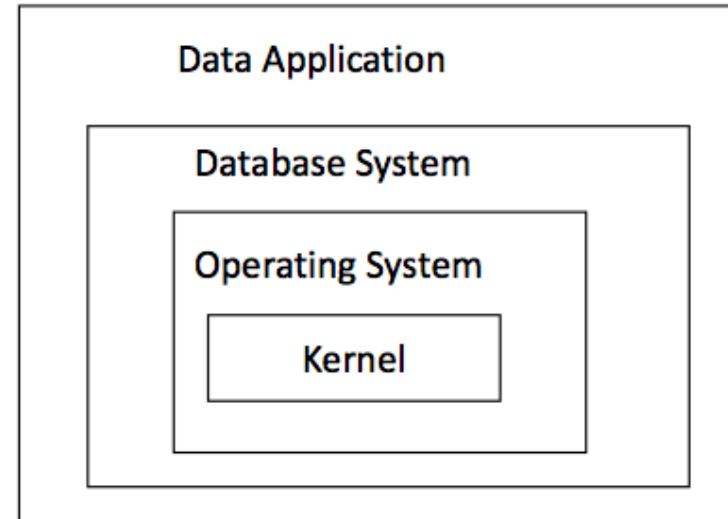 Data Application
Database System
Operating System
Kernel